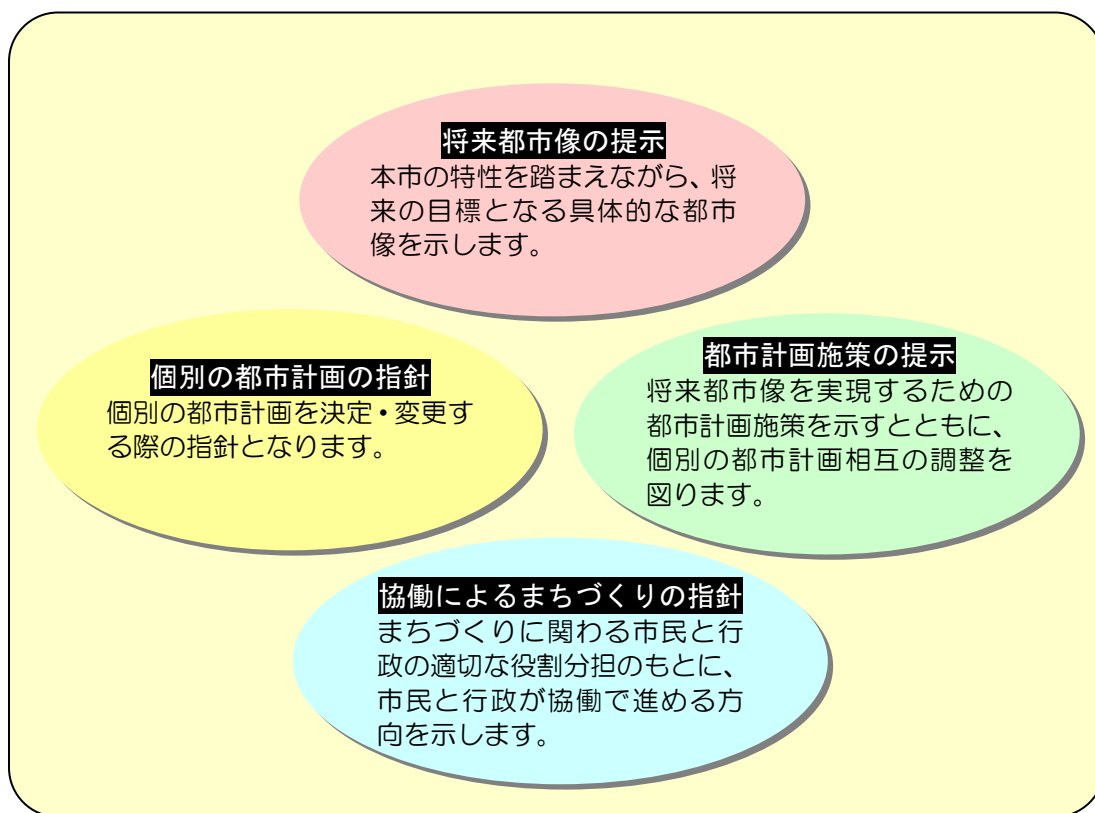 将来都市像の提示
本市の特性を踏まえながら、将
来の目標となる具体的な都市
像を示します。
個別の都市計画の指針
個別の都市計画を決定・変更す
る際の指針となります。
都市計画施策の提示
将来都市像を実現するための
都市計画施策を示すとともに、
個別の都市計画相互の調整を
図ります。
協働によるまちづくりの指針
まちづくりに関わる市民と行
政の適切な役割分担のもとに、
市民と行政が協働で進める方
向を示します。